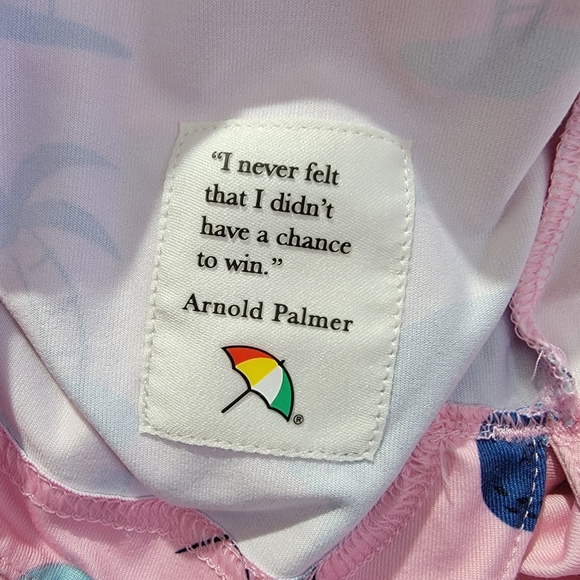 “I never felt
that I didn’t
have a chance
to win.”
Arnold Palmer
®